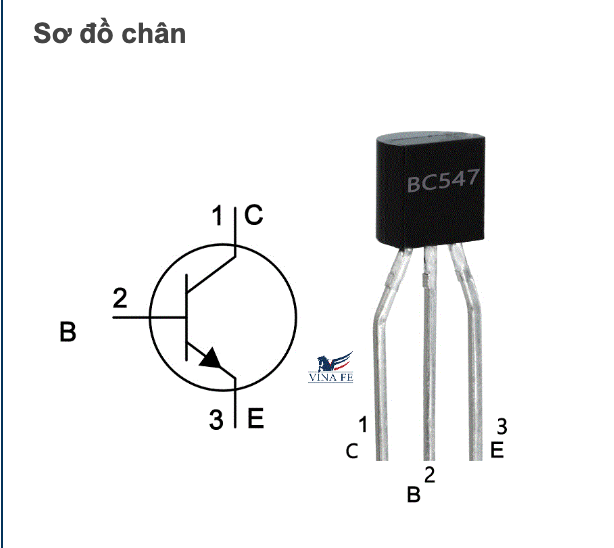 Sơ đồ chân
BC547
1 C
2
B
3 E
VINA FE
1
C
2
B
3
E